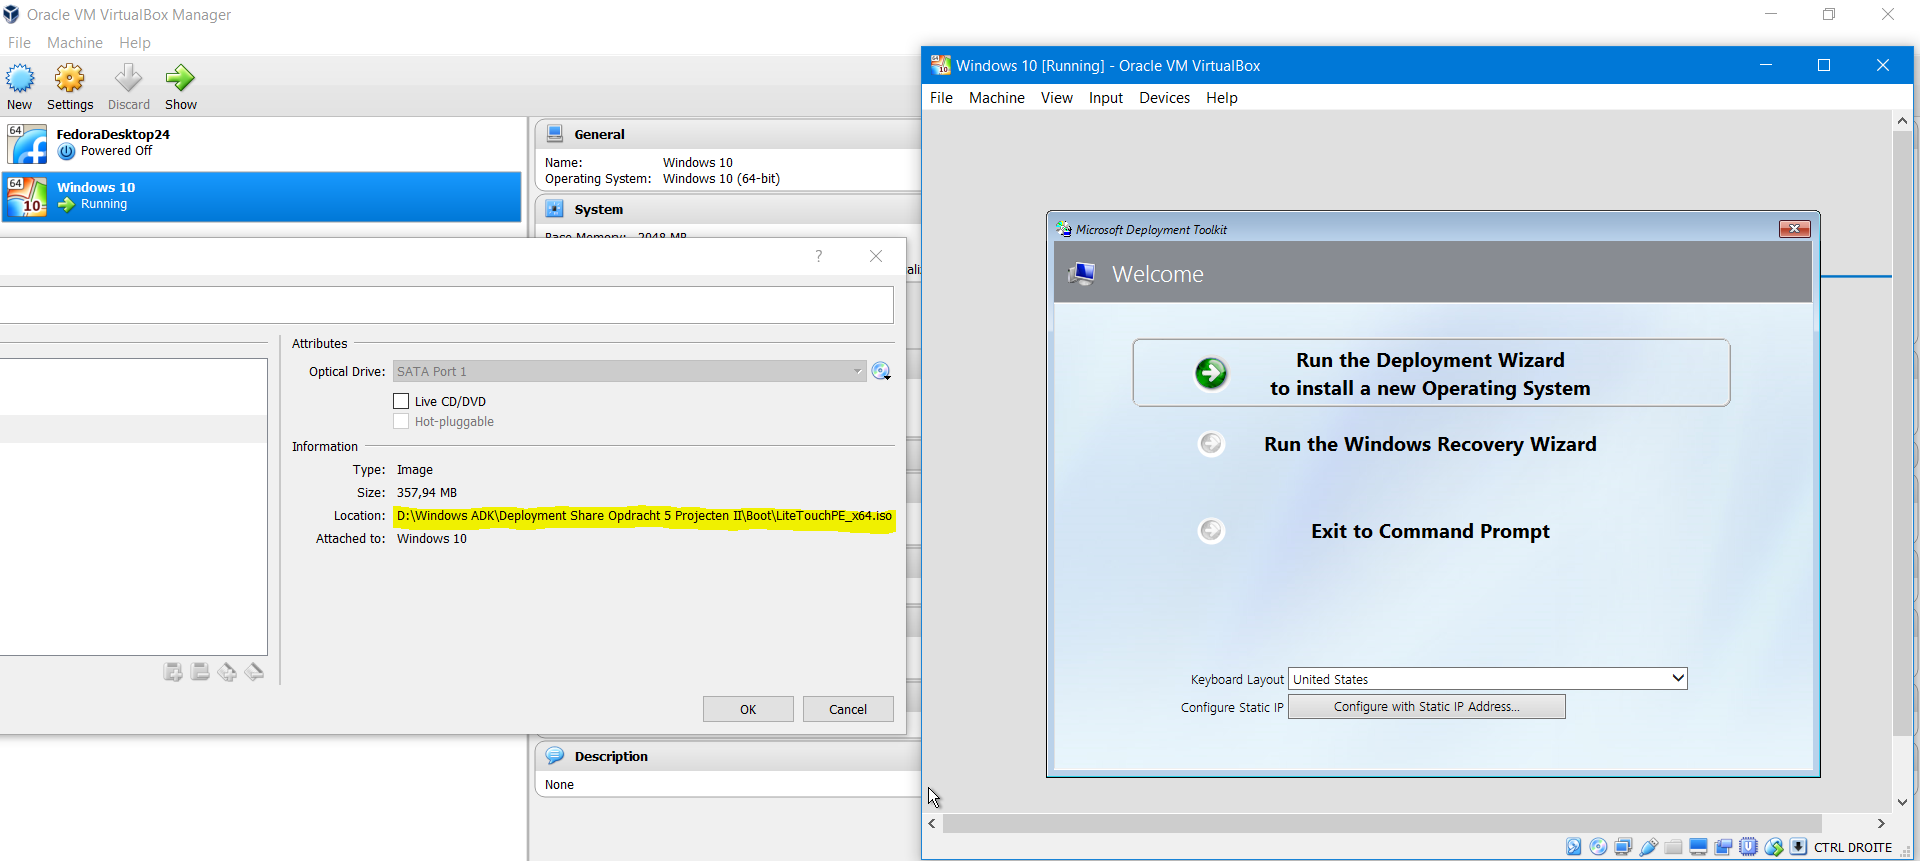 Oracle VM VirtualBox Manager
File Machine Help
New Settings Discard Show
64
FedoraDesktop24
Powered Off
64
10
Windows 10
Running
General
Name: Windows 10
Operating System: Windows 10 (64-bit)
System
Base Memory: 2048 MB
?
Attributes
Optical Drive: SATA Port 1
Live CD/DVD
Hot-pluggable
Information
Type: Image
Size: 357,94 MB
Location: D:\Windows ADK\Deployment Share Opdracht 5 Projecten II\Boot\LiteTouchPE_x64.iso
Attached to: Windows 10
OK Cancel
Description
None
Windows 10 [Running] - Oracle VM VirtualBox
File Machine View Input Devices Help
Microsoft Deployment Toolkit
Welcome
Run the Deployment Wizard
to install a new Operating System
Run the Windows Recovery Wizard
Exit to Command Prompt
Keyboard Layout United States
Configure Static IP Configure with Static IP Address...
CTRL DROITE